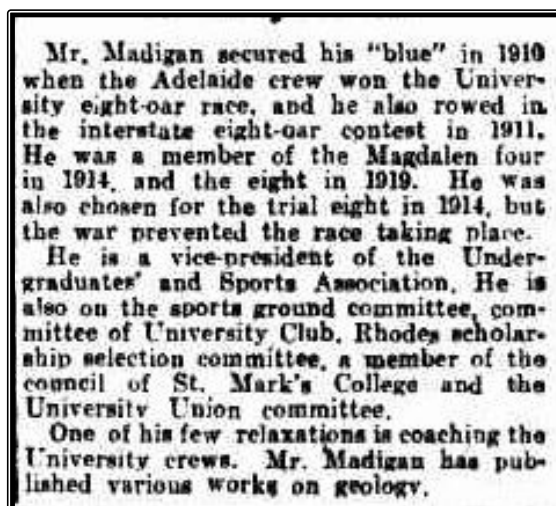 Mr. Madigan secured his "blue" in 1910
when the Adelaide crew won the Univer-
sity eight-oar race, and he also rowed in
the interstate eight-oar contest in 1911.
He was a member of the Magdalen four
in 1914, and the eight in 1919. He was
also chosen for the trial eight in 1914, but
the war prevented the race taking place.
He is a vice-president of the Under-
graduates' and Sports Association. He is
also on the sports ground committee, com-
mittee of University Club, Rhodes scholar-
ship selection committee, a member of the
council of St. Mark's College and the
University Union committee.
One of his few relaxations is coaching the
University crews. Mr. Madigan has pub-
lished various works on geology.